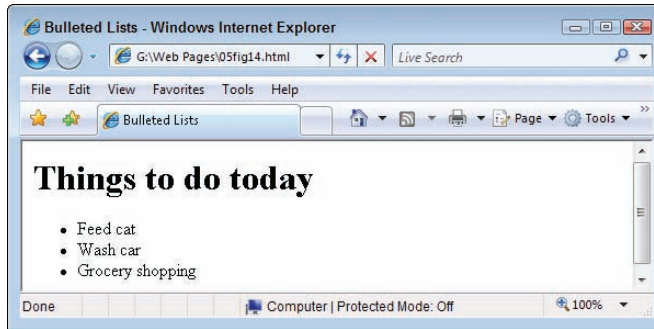 Bulleted Lists - Windows Internet Explorer
G:\Web Pages\05fig14.html Live Search
File Edit View Favorites Tools Help
Bulleted Lists Page Tools »
Things to do today
• Feed cat
• Wash car
• Grocery shopping
Done Computer | Protected Mode: Off 100%